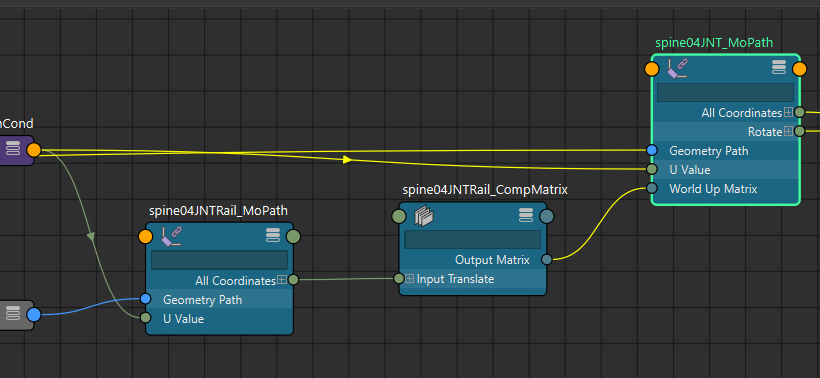 spine04JNT_MoPath
All Coordinates
Rotate
Geometry Path
U Value
World Up Matrix
nCond
spine04JNTRail_CompMatrix
Output Matrix
Input Translate
spine04JNTRail_MoPath
All Coordinates
Geometry Path
U Value